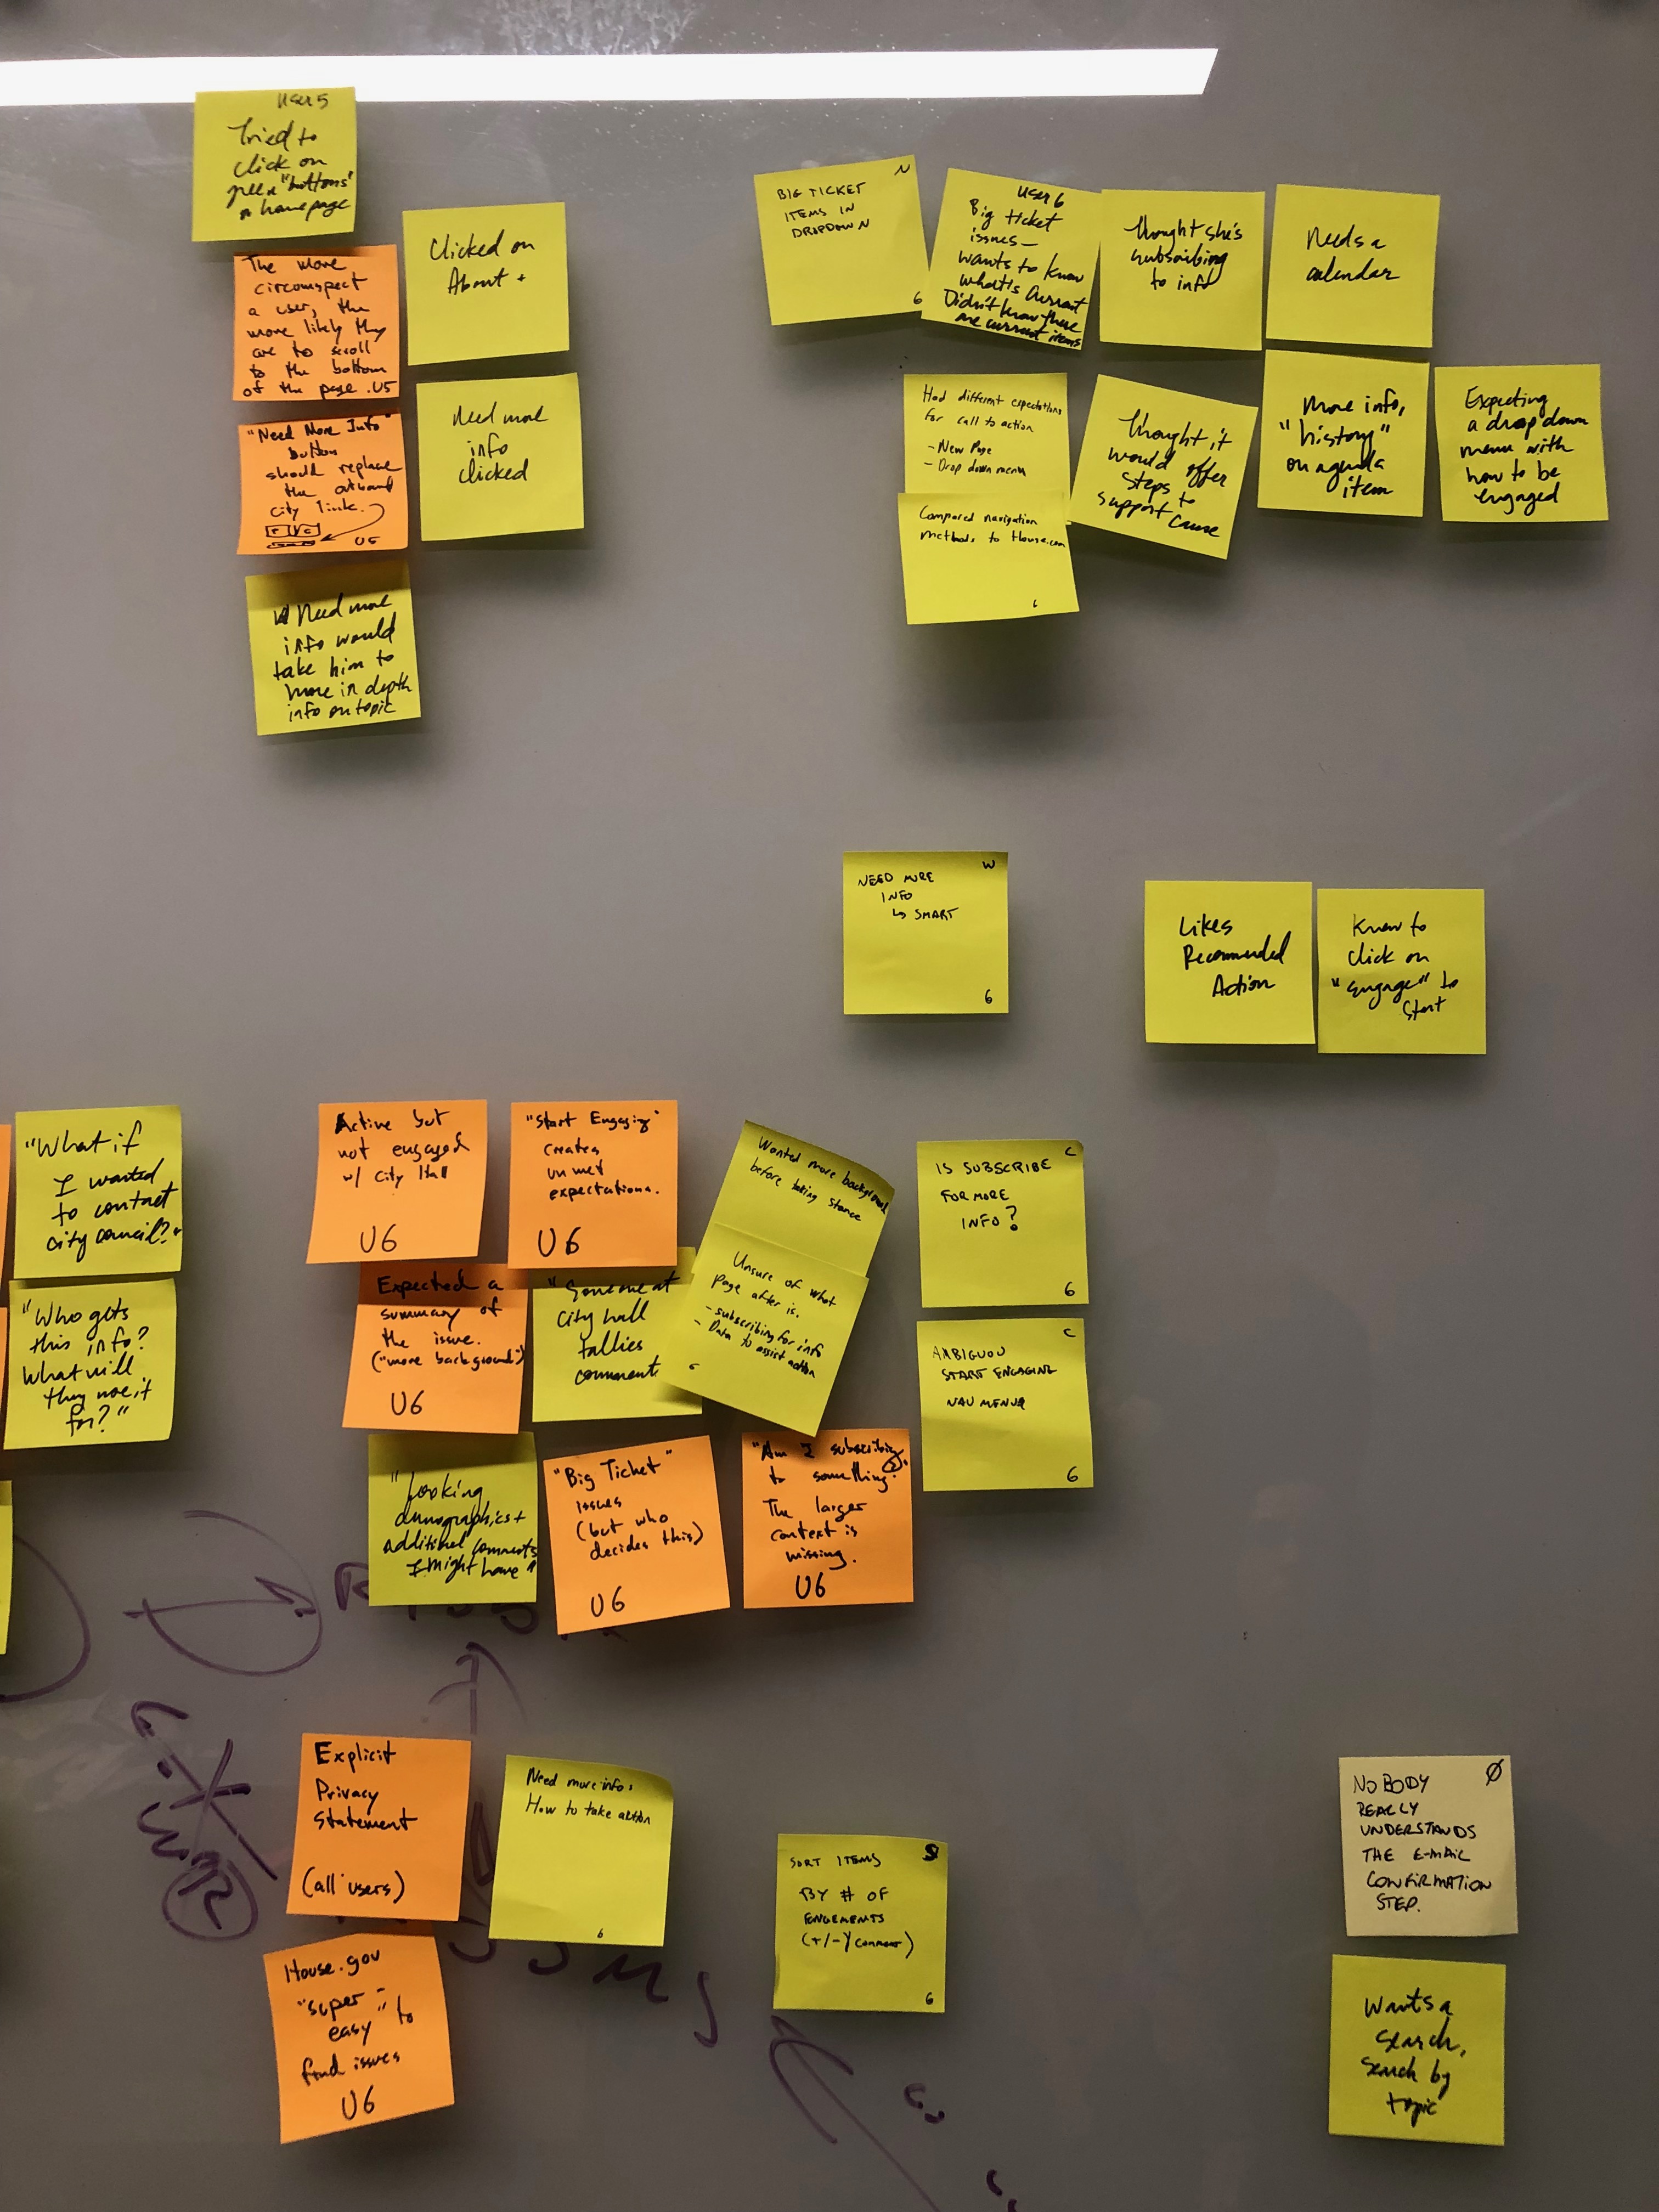 User 5
Tried to
click on
"buttons"
homepage
The more
circumspect
a user, the
more likely they
are to scroll
to the bottom
of the page. U5
Clicked on
About +
"Need More Info"
button
should replace
the outbound
city link.
U5
Need more
info
clicked
Need more
info would
take him to
more in depth
info on topic
N
BIG TICKET
ITEMS IN
DROPDOWN
6
User 6
Big ticket
issues—
wants to know
what's current
Didn't know these
are current items
thought she's
subscribing
to info
Needs a
calendar
Had different expectations
for call to action
- New Page
- Drop down menu
Compared navigation
methods to House.com
6
thought it
would offer
steps to
support cause
More info,
"history"
on agenda
item
Expecting
a drop down
menu with
how to be
engaged
W
NEED MORE
INFO
↳ SMART
6
Likes
Recommended
Action
Knew to
click on
"engage" to
start
"What if
I wanted
to contact
city council?"
"Who gets
this info?
What will
they use it
for?"
Active but
not engaged
w/ City Hall
U6
"Start Engaging"
creates
unmet
expectations.
U6
Wanted more background
before taking stance
Unsure of what
page after is.
- subscribing for info
- Data to assist action
6
C
IS SUBSCRIBE
FOR MORE
INFO?
6
Expected a
summary of
the issue.
("more background")
U6
"Someone at
city hall
tallies
comment
C
AMBIGUOU
START ENGAGING
NAV MENUR
6
"Looking
demographics +
additional comments
I might have"
"Big Ticket"
issues
(but who
decides this)
U6
"Am I subscribing
to something?"
The larger
context is
missing.
U6
Explicit
Privacy
Statement
(all users)
Need more info:
How to take aktion
6
S
SORT ITEMS
BY # OF
ENGEMENTS
(+/-/comment)
6
House.gov
"super-
easy" to
find issues
U6
Ø
NOBODY
REALLY
UNDERSTANDS
THE E-MAIL
CONFIRMATION
STEP.
Wants a
search,
search by
topic